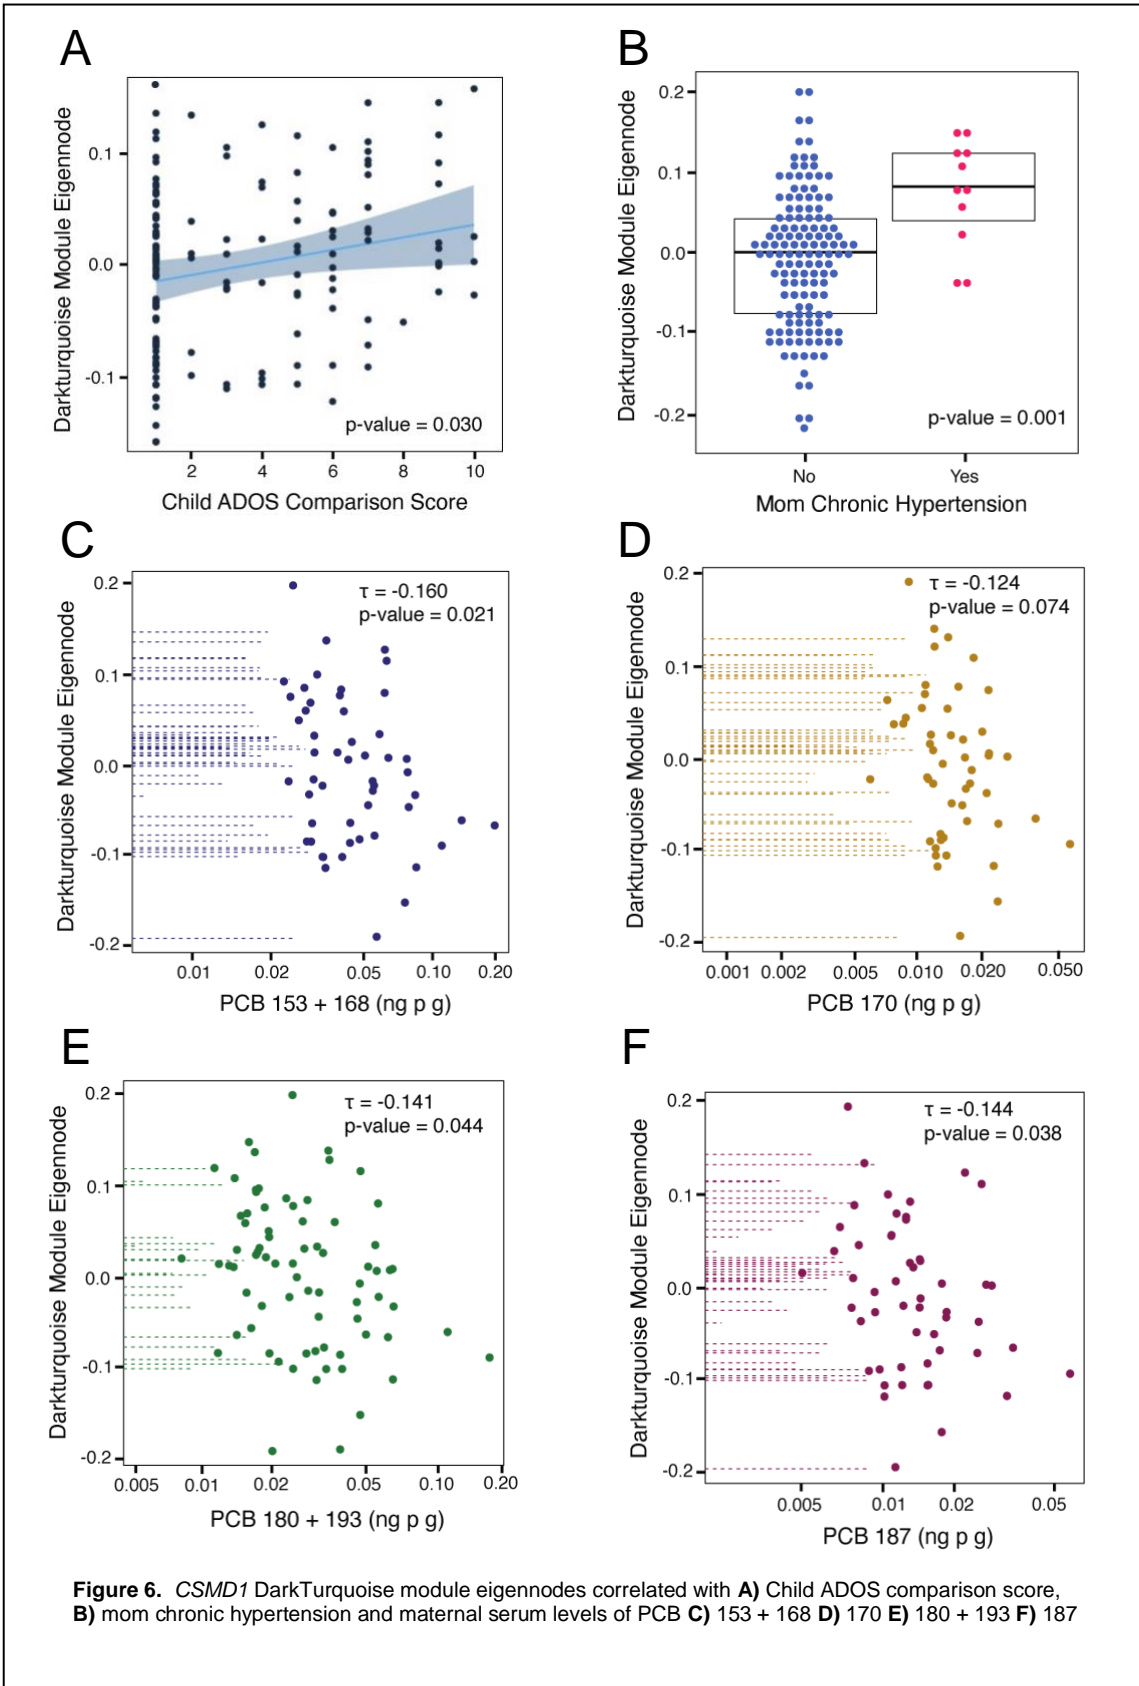 A
Darkturquoise Module Eigennode
0.1
0.0
-0.1
p-value = 0.030
2 4 6 8 10
Child ADOS Comparison Score
B
Darkturquoise Module Eigennode
0.2
0.1
0.0
-0.1
-0.2
p-value = 0.001
No Yes
Mom Chronic Hypertension
C
Darkturquoise Module Eigennode
0.2
0.1
0.0
-0.1
-0.2
τ = -0.160
p-value = 0.021
0.01 0.02 0.05 0.10 0.20
PCB 153 + 168 (ng p g)
D
Darkturquoise Module Eigennode
0.2
0.1
0.0
-0.1
-0.2
τ = -0.124
p-value = 0.074
0.001 0.002 0.005 0.010 0.020 0.050
PCB 170 (ng p g)
E
Darkturquoise Module Eigennode
0.2
0.1
0.0
-0.1
-0.2
τ = -0.141
p-value = 0.044
0.005 0.01 0.02 0.05 0.10 0.20
PCB 180 + 193 (ng p g)
F
Darkturquoise Module Eigennode
0.2
0.1
0.0
-0.1
-0.2
τ = -0.144
p-value = 0.038
0.005 0.01 0.02 0.05
PCB 187 (ng p g)
Figure 6. CSMD1 DarkTurquoise module eigennodes correlated with A) Child ADOS comparison score,
B) mom chronic hypertension and maternal serum levels of PCB C) 153 + 168 D) 170 E) 180 + 193 F) 187